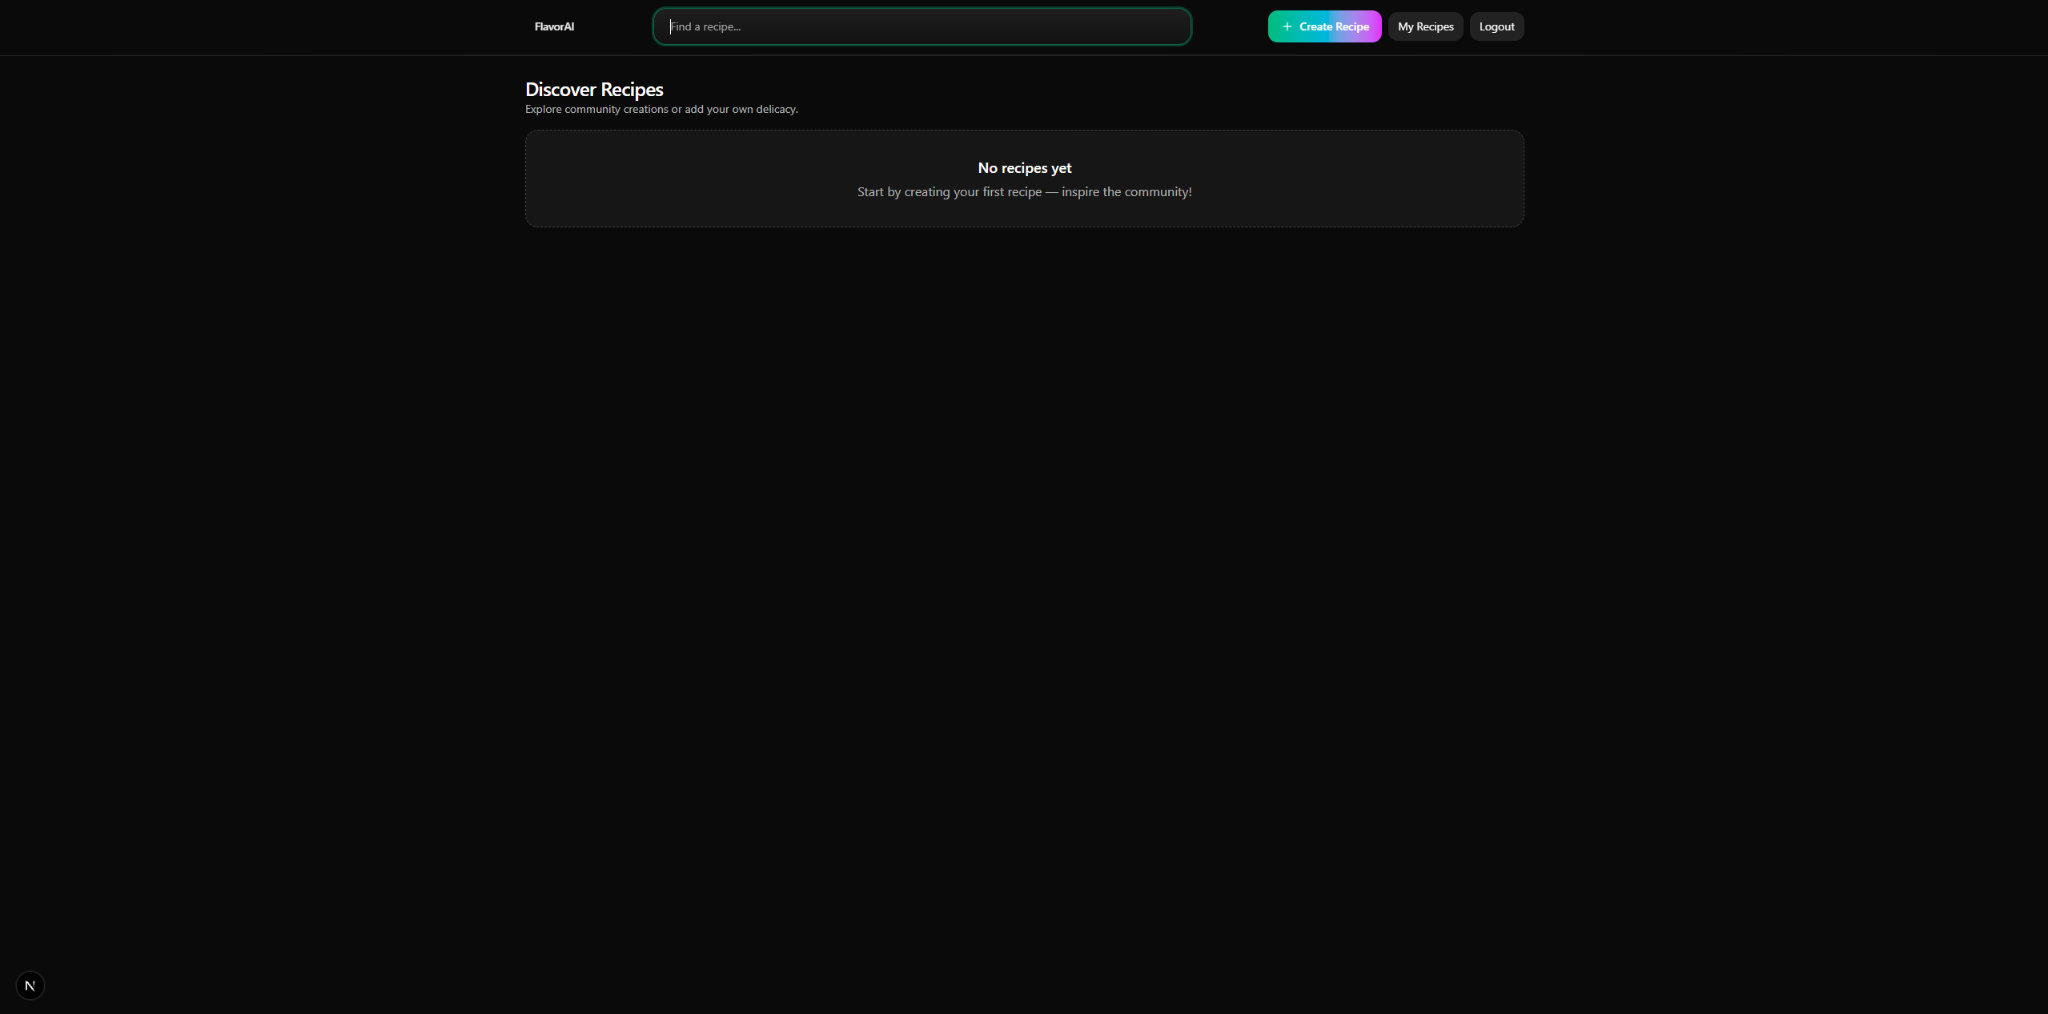 FlavorAI
Find a recipe...
+ Create Recipe
My Recipes
Logout
Discover Recipes
Explore community creations or add your own delicacy.
No recipes yet
Start by creating your first recipe — inspire the community!
N